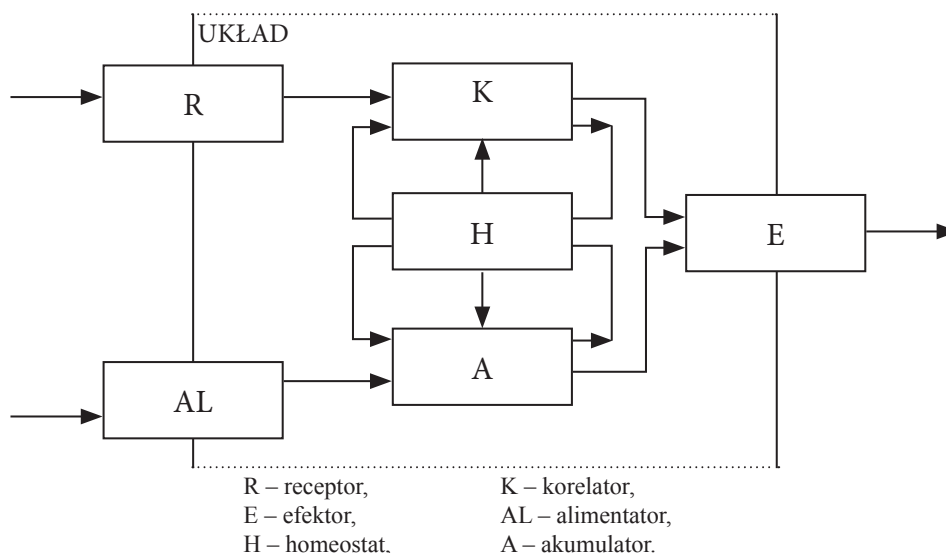 UKŁAD
R
K
H
E
AL
A
R – receptor, K – korelator,
E – efektor, AL – alimentator,
H – homeostat, A – akumulator.